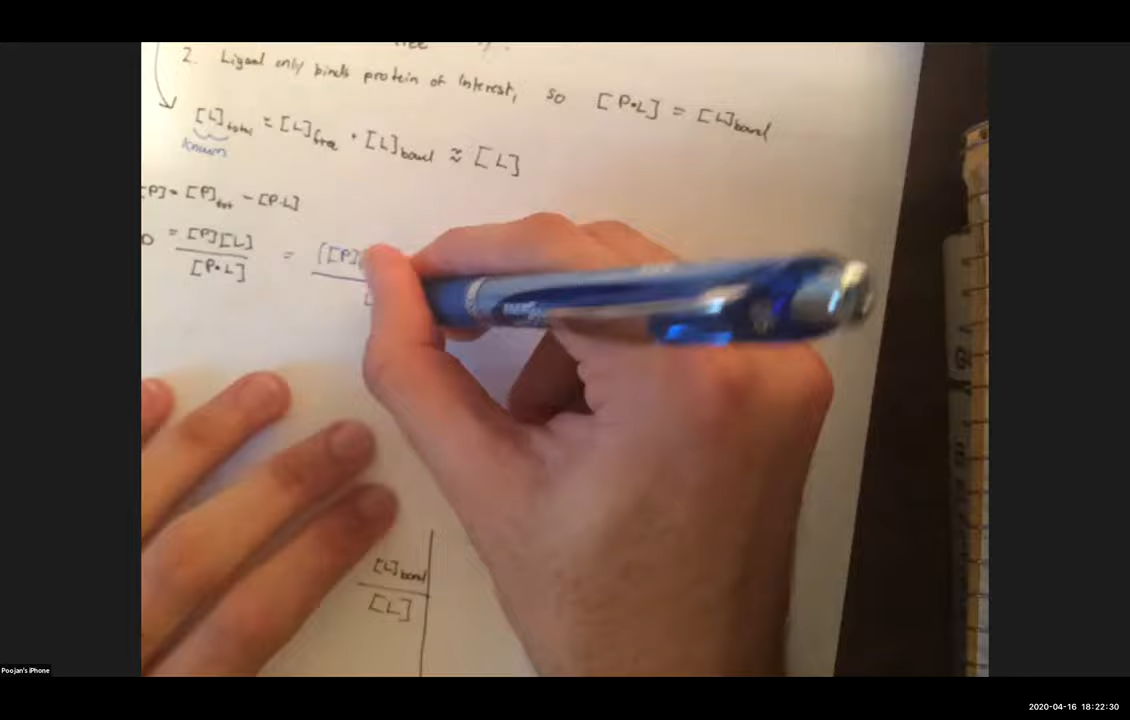 2. Ligand only binds protein of Interest, so [P•L] = [L]bound
[L]total = [L]free + [L]bound ≈ [L]
known
[P] = [P]tot - [P•L]
= [P][L] / [P•L] = ([P]
[L]bound / [L]
Poojan's iPhone
2020-04-16 18:22:30